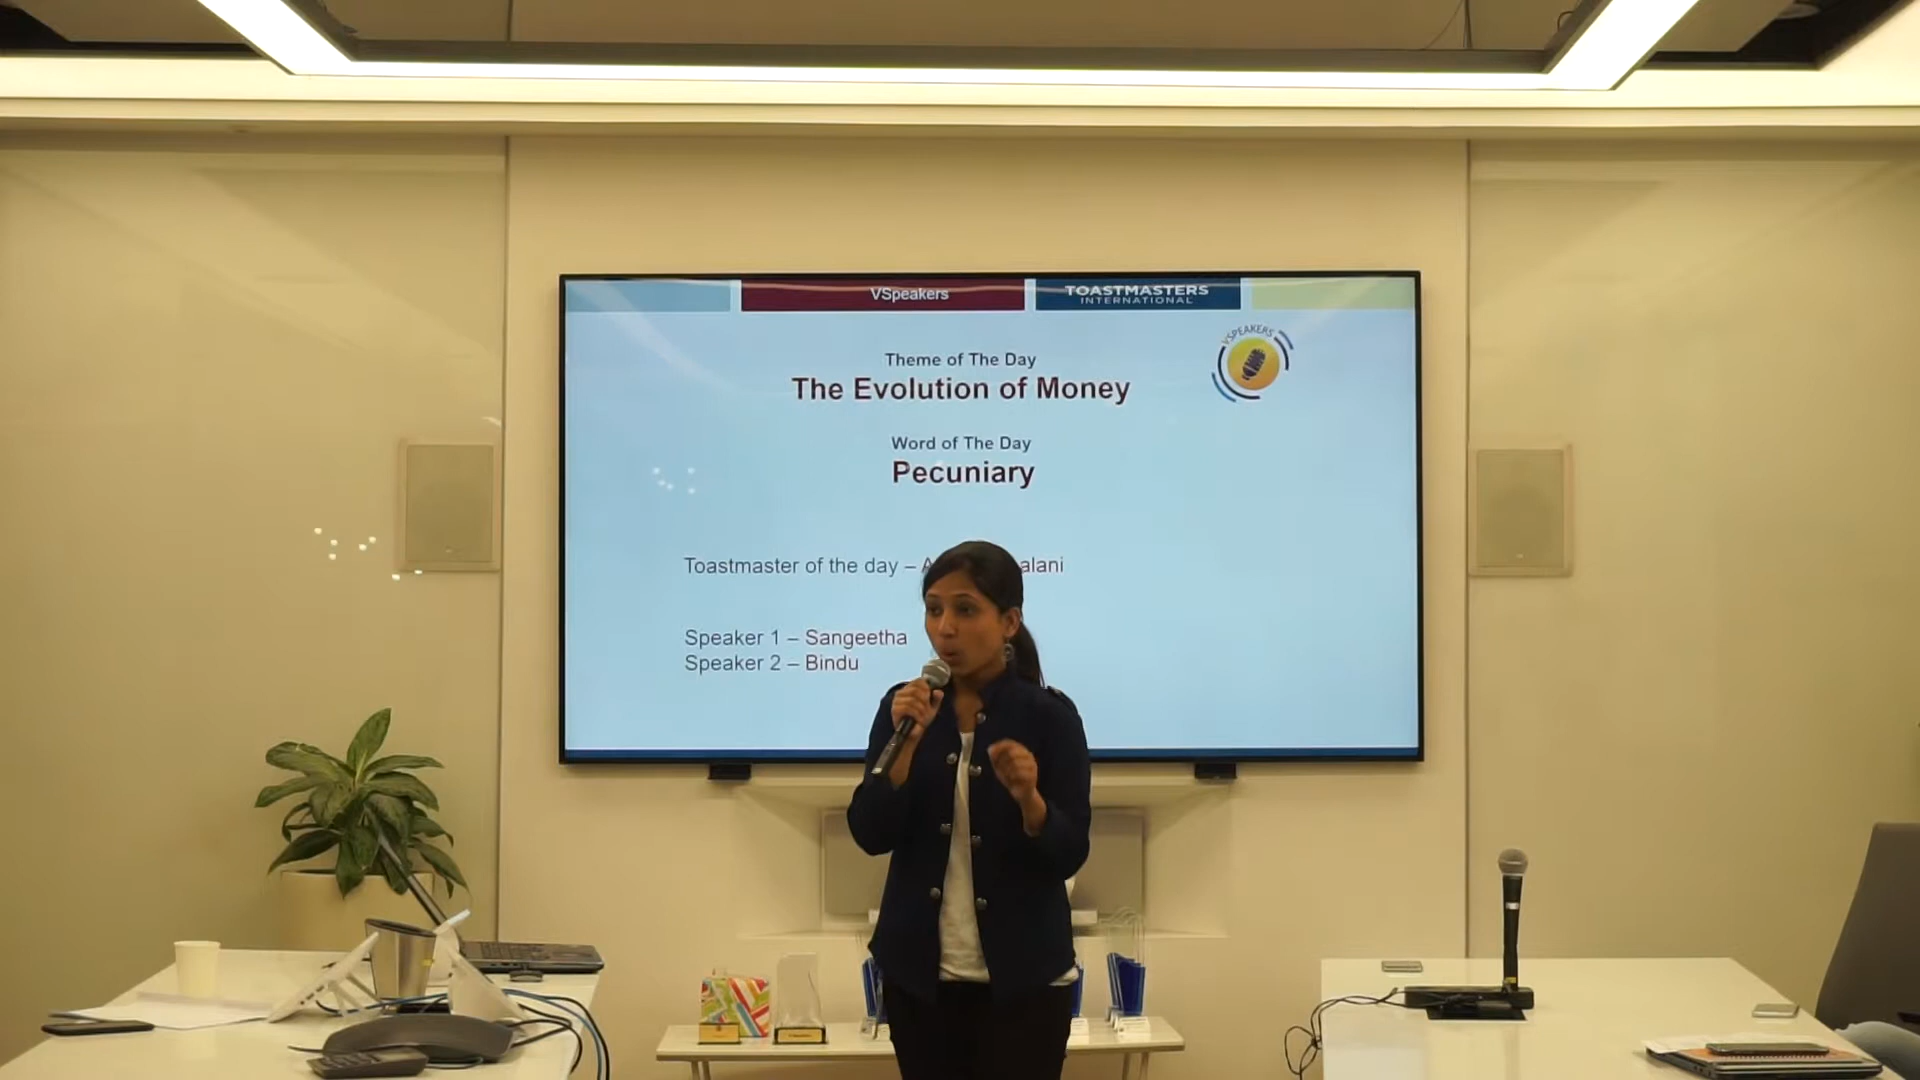 VSpeakers
TOASTMASTERS
INTERNATIONAL
VSPEAKERS
Theme of The Day
The Evolution of Money
Word of The Day
Pecuniary
Toastmaster of the day – A alani
Speaker 1 – Sangeetha
Speaker 2 – Bindu